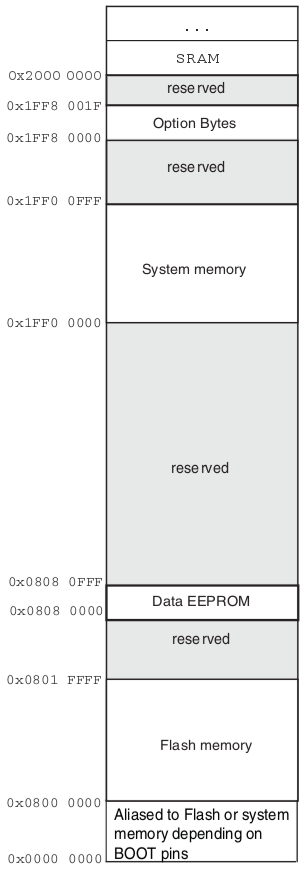 ...
SRAM
0x2000 0000
reserved
0x1FF8 001F
Option Bytes
0x1FF8 0000
reserved
0x1FF0 0FFF
System memory
0x1FF0 0000
reserved
0x0808 0FFF
Data EEPROM
0x0808 0000
reserved
0x0801 FFFF
Flash memory
0x0800 0000
Aliased to Flash or system
memory depending on
BOOT pins
0x0000 0000